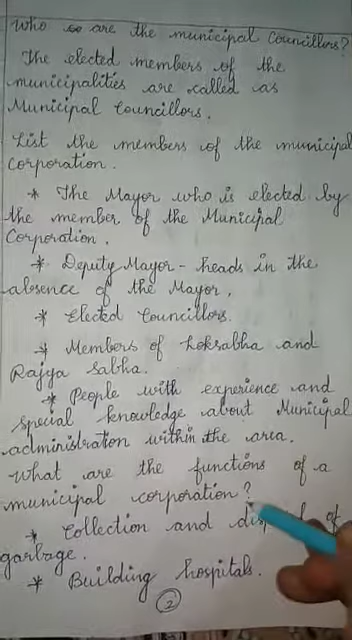 Who are the municipal Councillors?
The elected members of the
municipalities are called as
Municipal Councillors.
List the members of the municipal
corporation.
* The Mayor who is elected by
the member of the Municipal
Corporation.
* Deputy Mayor - heads in the
absence of the Mayor.
* Elected Councillors.
* Members of Loksabha and
Rajya Sabha.
* People with experience and
special knowledge about Municipal
administration within the area.
What are the functions of a
municipal corporation?
* Collection and of
garbage.
* Building hospitals.
2